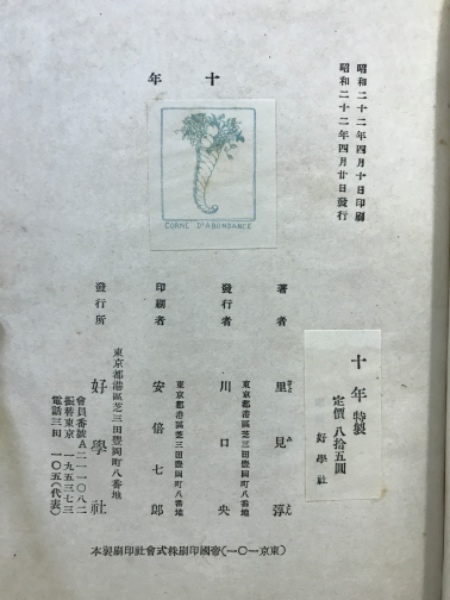 昭和二十二年四月十日印刷
昭和二十二年四月廿日發行
十年
CORNE D'ABUNDANCE
十年 特製
定價 八拾五圓
好學社
著者 里見弴
發行者 東京都港區芝三田豊岡町八番地
川口央
印刷者 東京都港區芝三田豊岡町八番地
安倍七郎
發行所 東京都港區芝三田豊岡町八番地
好學社
會員番號A二一一〇八二
振替東京一九五三七三
電話三田一〇五(代表)
(東京一〇一)帝國印刷株式會社印刷製本